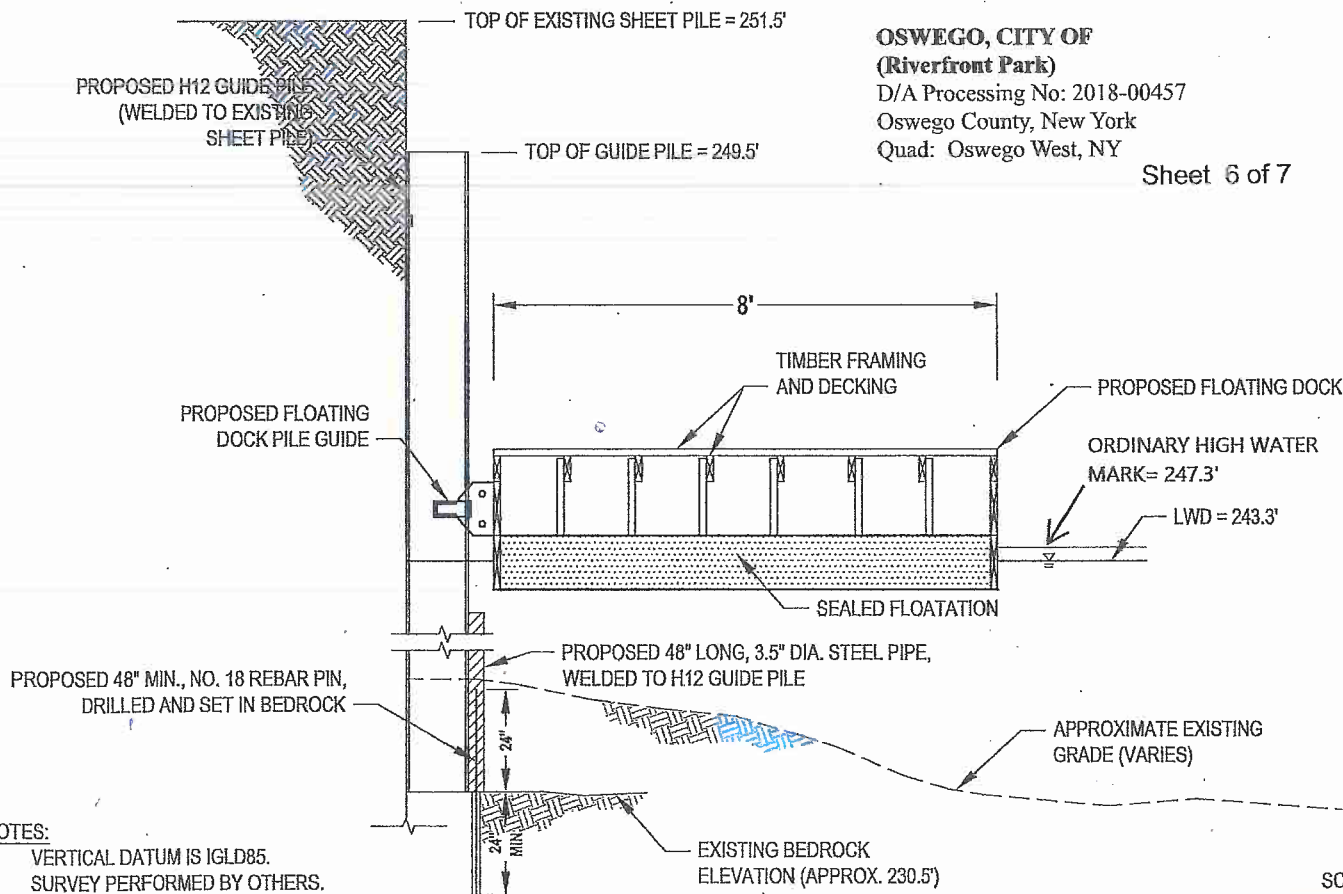 TOP OF EXISTING SHEET PILE = 251.5'
OSWEGO, CITY OF
(Riverfront Park)
D/A Processing No: 2018-00457
Oswego County, New York
Quad: Oswego West, NY
Sheet 6 of 7
PROPOSED H12 GUIDE PILE
(WELDED TO EXISTING
SHEET PILE)
TOP OF GUIDE PILE = 249.5'
8'
TIMBER FRAMING
AND DECKING
PROPOSED FLOATING DOCK
PROPOSED FLOATING
DOCK PILE GUIDE
ORDINARY HIGH WATER
MARK= 247.3'
LWD = 243.3'
SEALED FLOATATION
PROPOSED 48" LONG, 3.5" DIA. STEEL PIPE,
WELDED TO H12 GUIDE PILE
PROPOSED 48" MIN., NO. 18 REBAR PIN,
DRILLED AND SET IN BEDROCK
24"
APPROXIMATE EXISTING
GRADE (VARIES)
24"
MIN.
EXISTING BEDROCK
ELEVATION (APPROX. 230.5')
OTES:
VERTICAL DATUM IS IGLD85.
SURVEY PERFORMED BY OTHERS.
SC